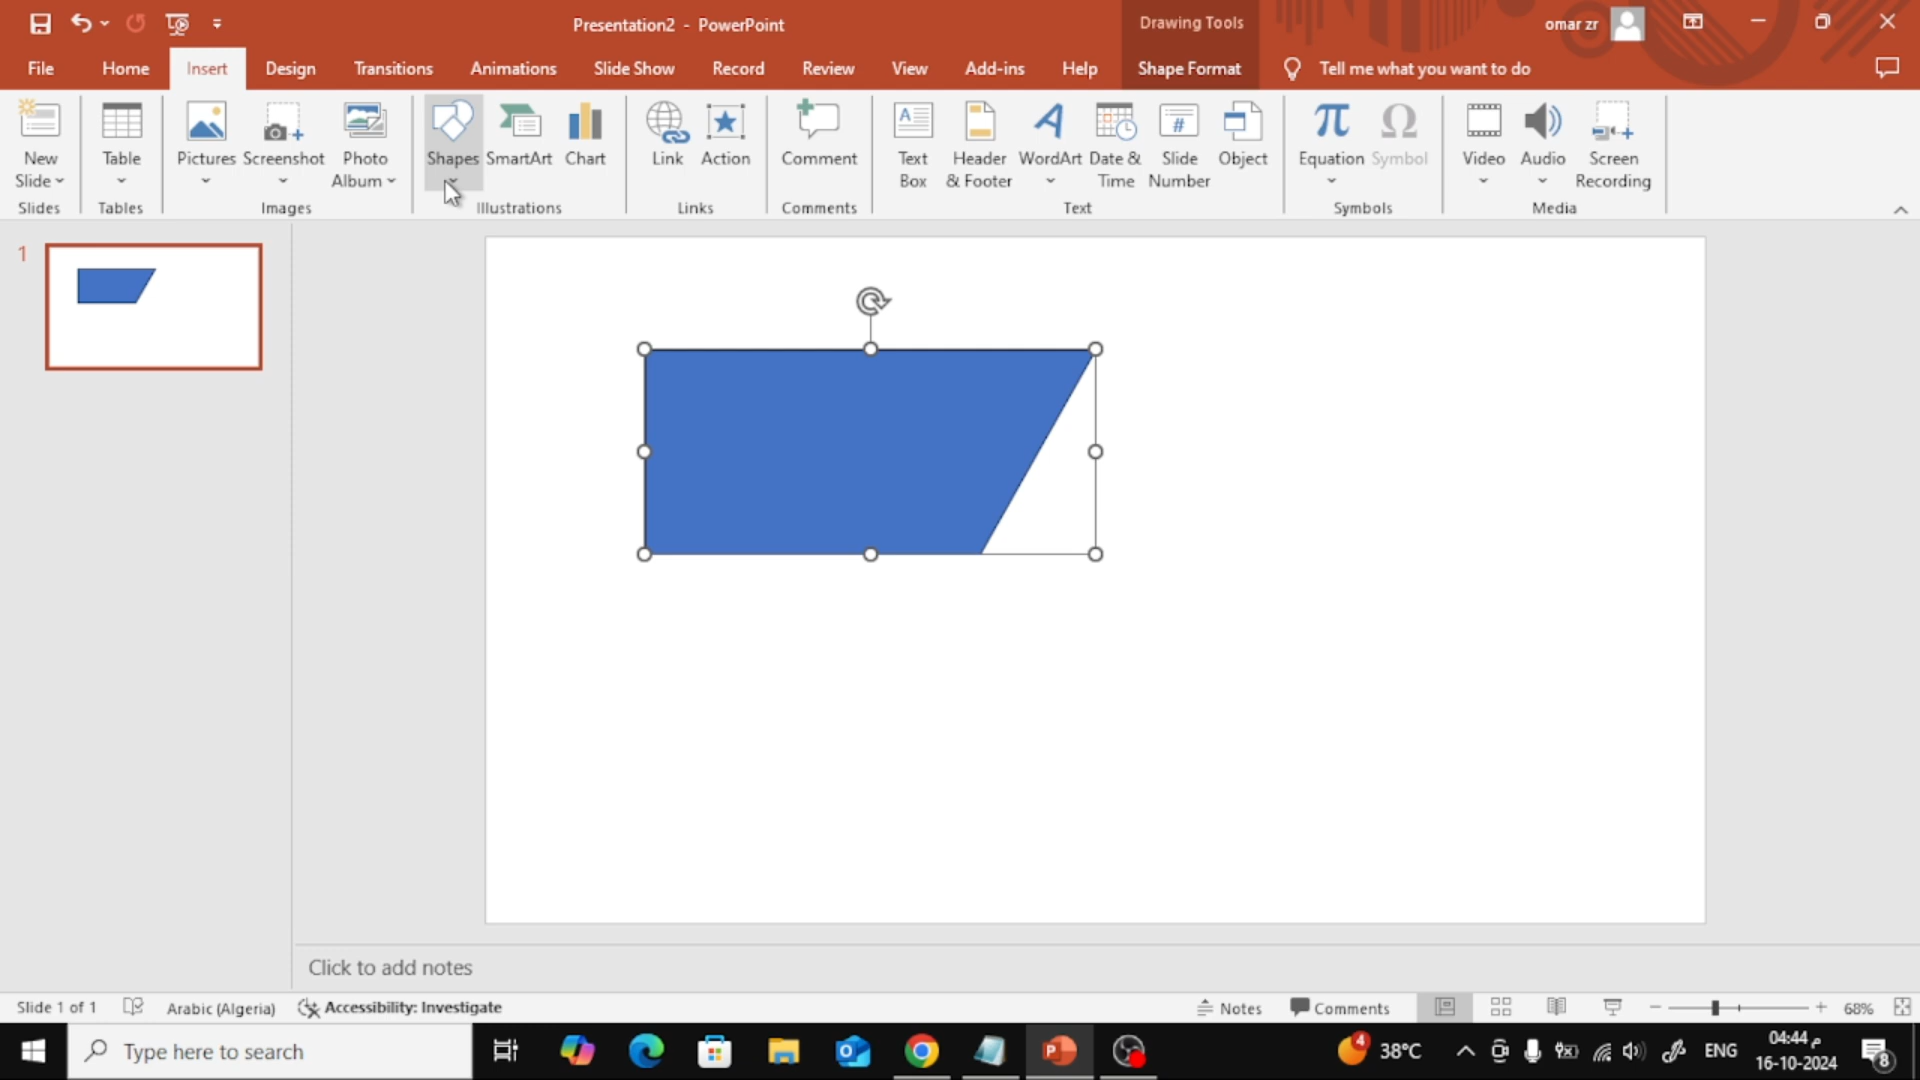 Presentation2 - PowerPoint
Drawing Tools
omar zr
File Home Insert Design Transitions Animations Slide Show Record Review View Add-ins Help Shape Format Tell me what you want to do
New Slide
Table
Pictures
Screenshot
Photo Album
Shapes
SmartArt
Chart
Link
Action
Comment
Text Box
Header & Footer
WordArt
Date & Time
Slide Number
#
Object
Equation
Symbol
Video
Audio
Screen Recording
Slides Tables Images Illustrations Links Comments Text Symbols Media
1
Click to add notes
Slide 1 of 1 Arabic (Algeria) Accessibility: Investigate Notes Comments 68%
Type here to search
4
38°C
ENG
04:44 م
16-10-2024
8